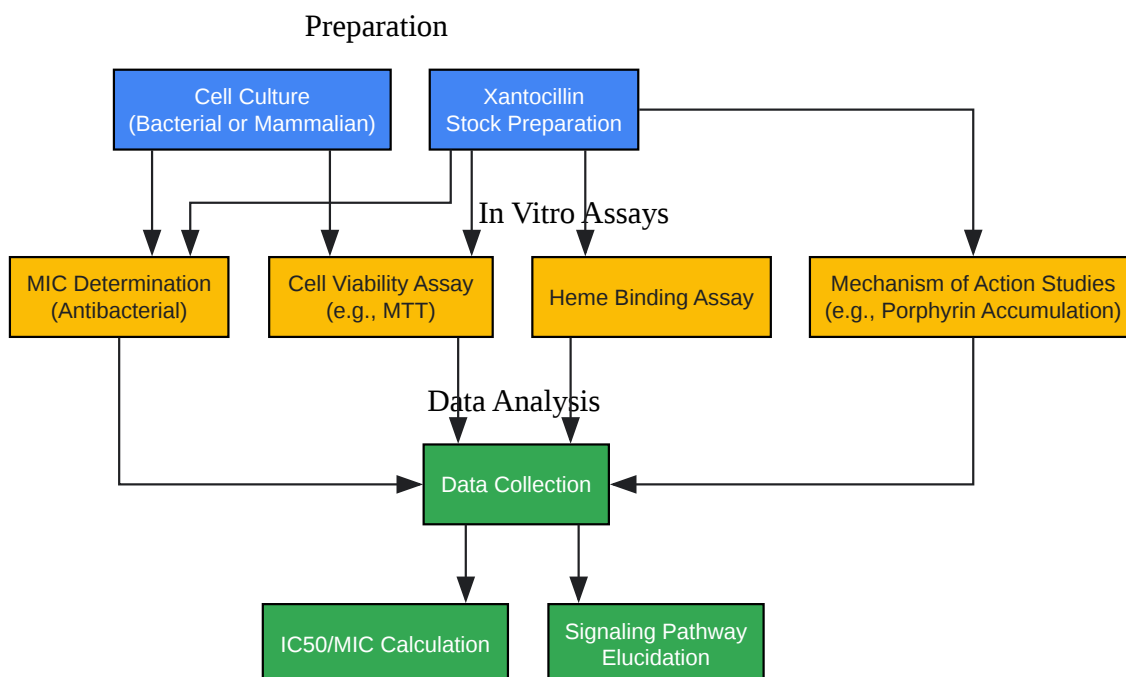 Preparation
Cell Culture
(Bacterial or Mammalian)
Xantocillin
Stock Preparation
In Vitro Assays
MIC Determination
(Antibacterial)
Cell Viability Assay
(e.g., MTT)
Heme Binding Assay
Mechanism of Action Studies
(e.g., Porphyrin Accumulation)
Data Analysis
Data Collection
IC50/MIC Calculation
Signaling Pathway
Elucidation